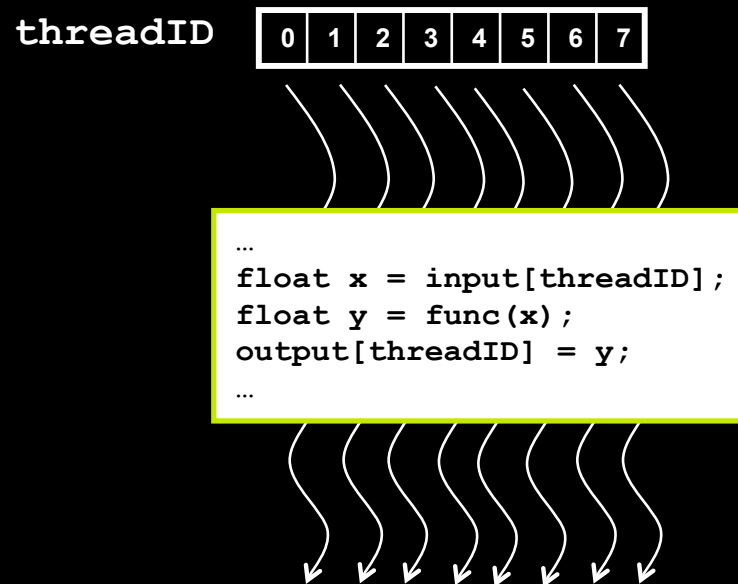 threadID 0 1 2 3 4 5 6 7
…
float x = input[threadID];
float y = func(x);
output[threadID] = y;
…